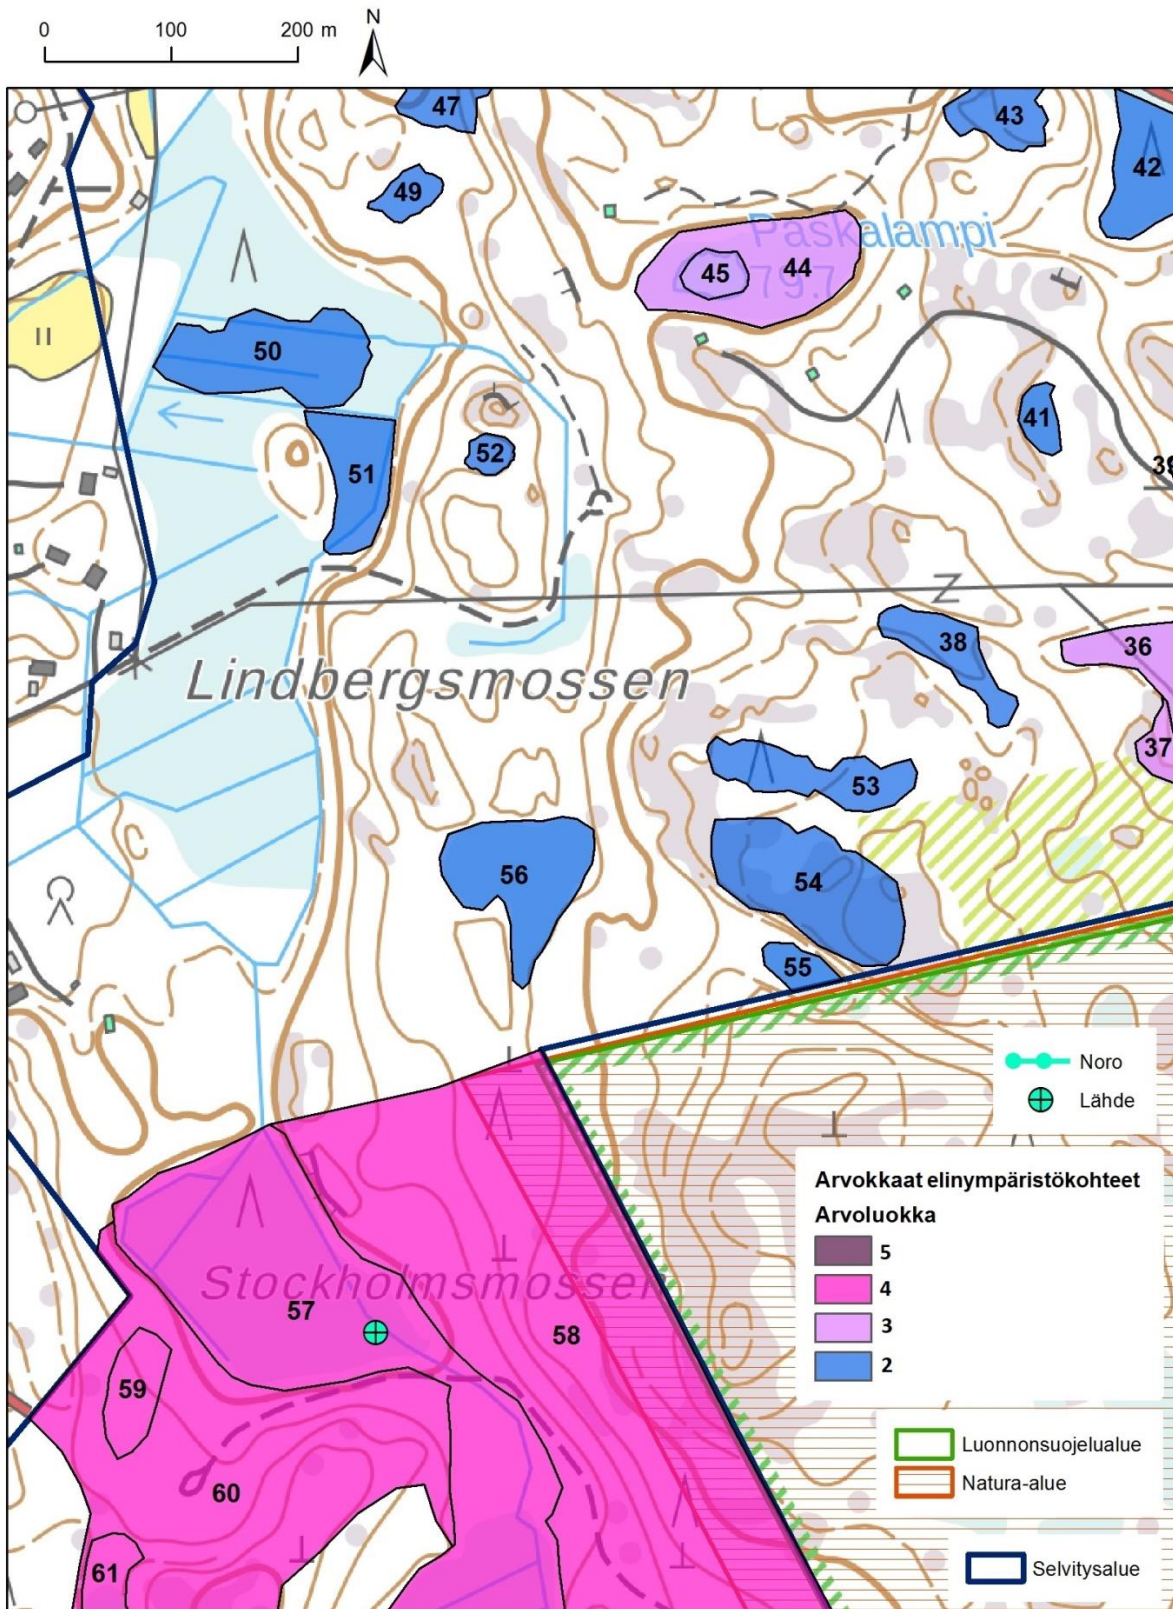 0 100 200 m N
47
43
42
49
Paskalampi
45 44
79.7
50
41
52
51
39
38
36
Lindbergsmossen
37
53
56
54
55
Noro
Lähde
Arvokkaat elinympäristökohteet
Arvoluokka
5
4
3
2
Stockholmsmossen
57
58
59
Luonnonsuojelualue
Natura-alue
60
61
Selvitysalue